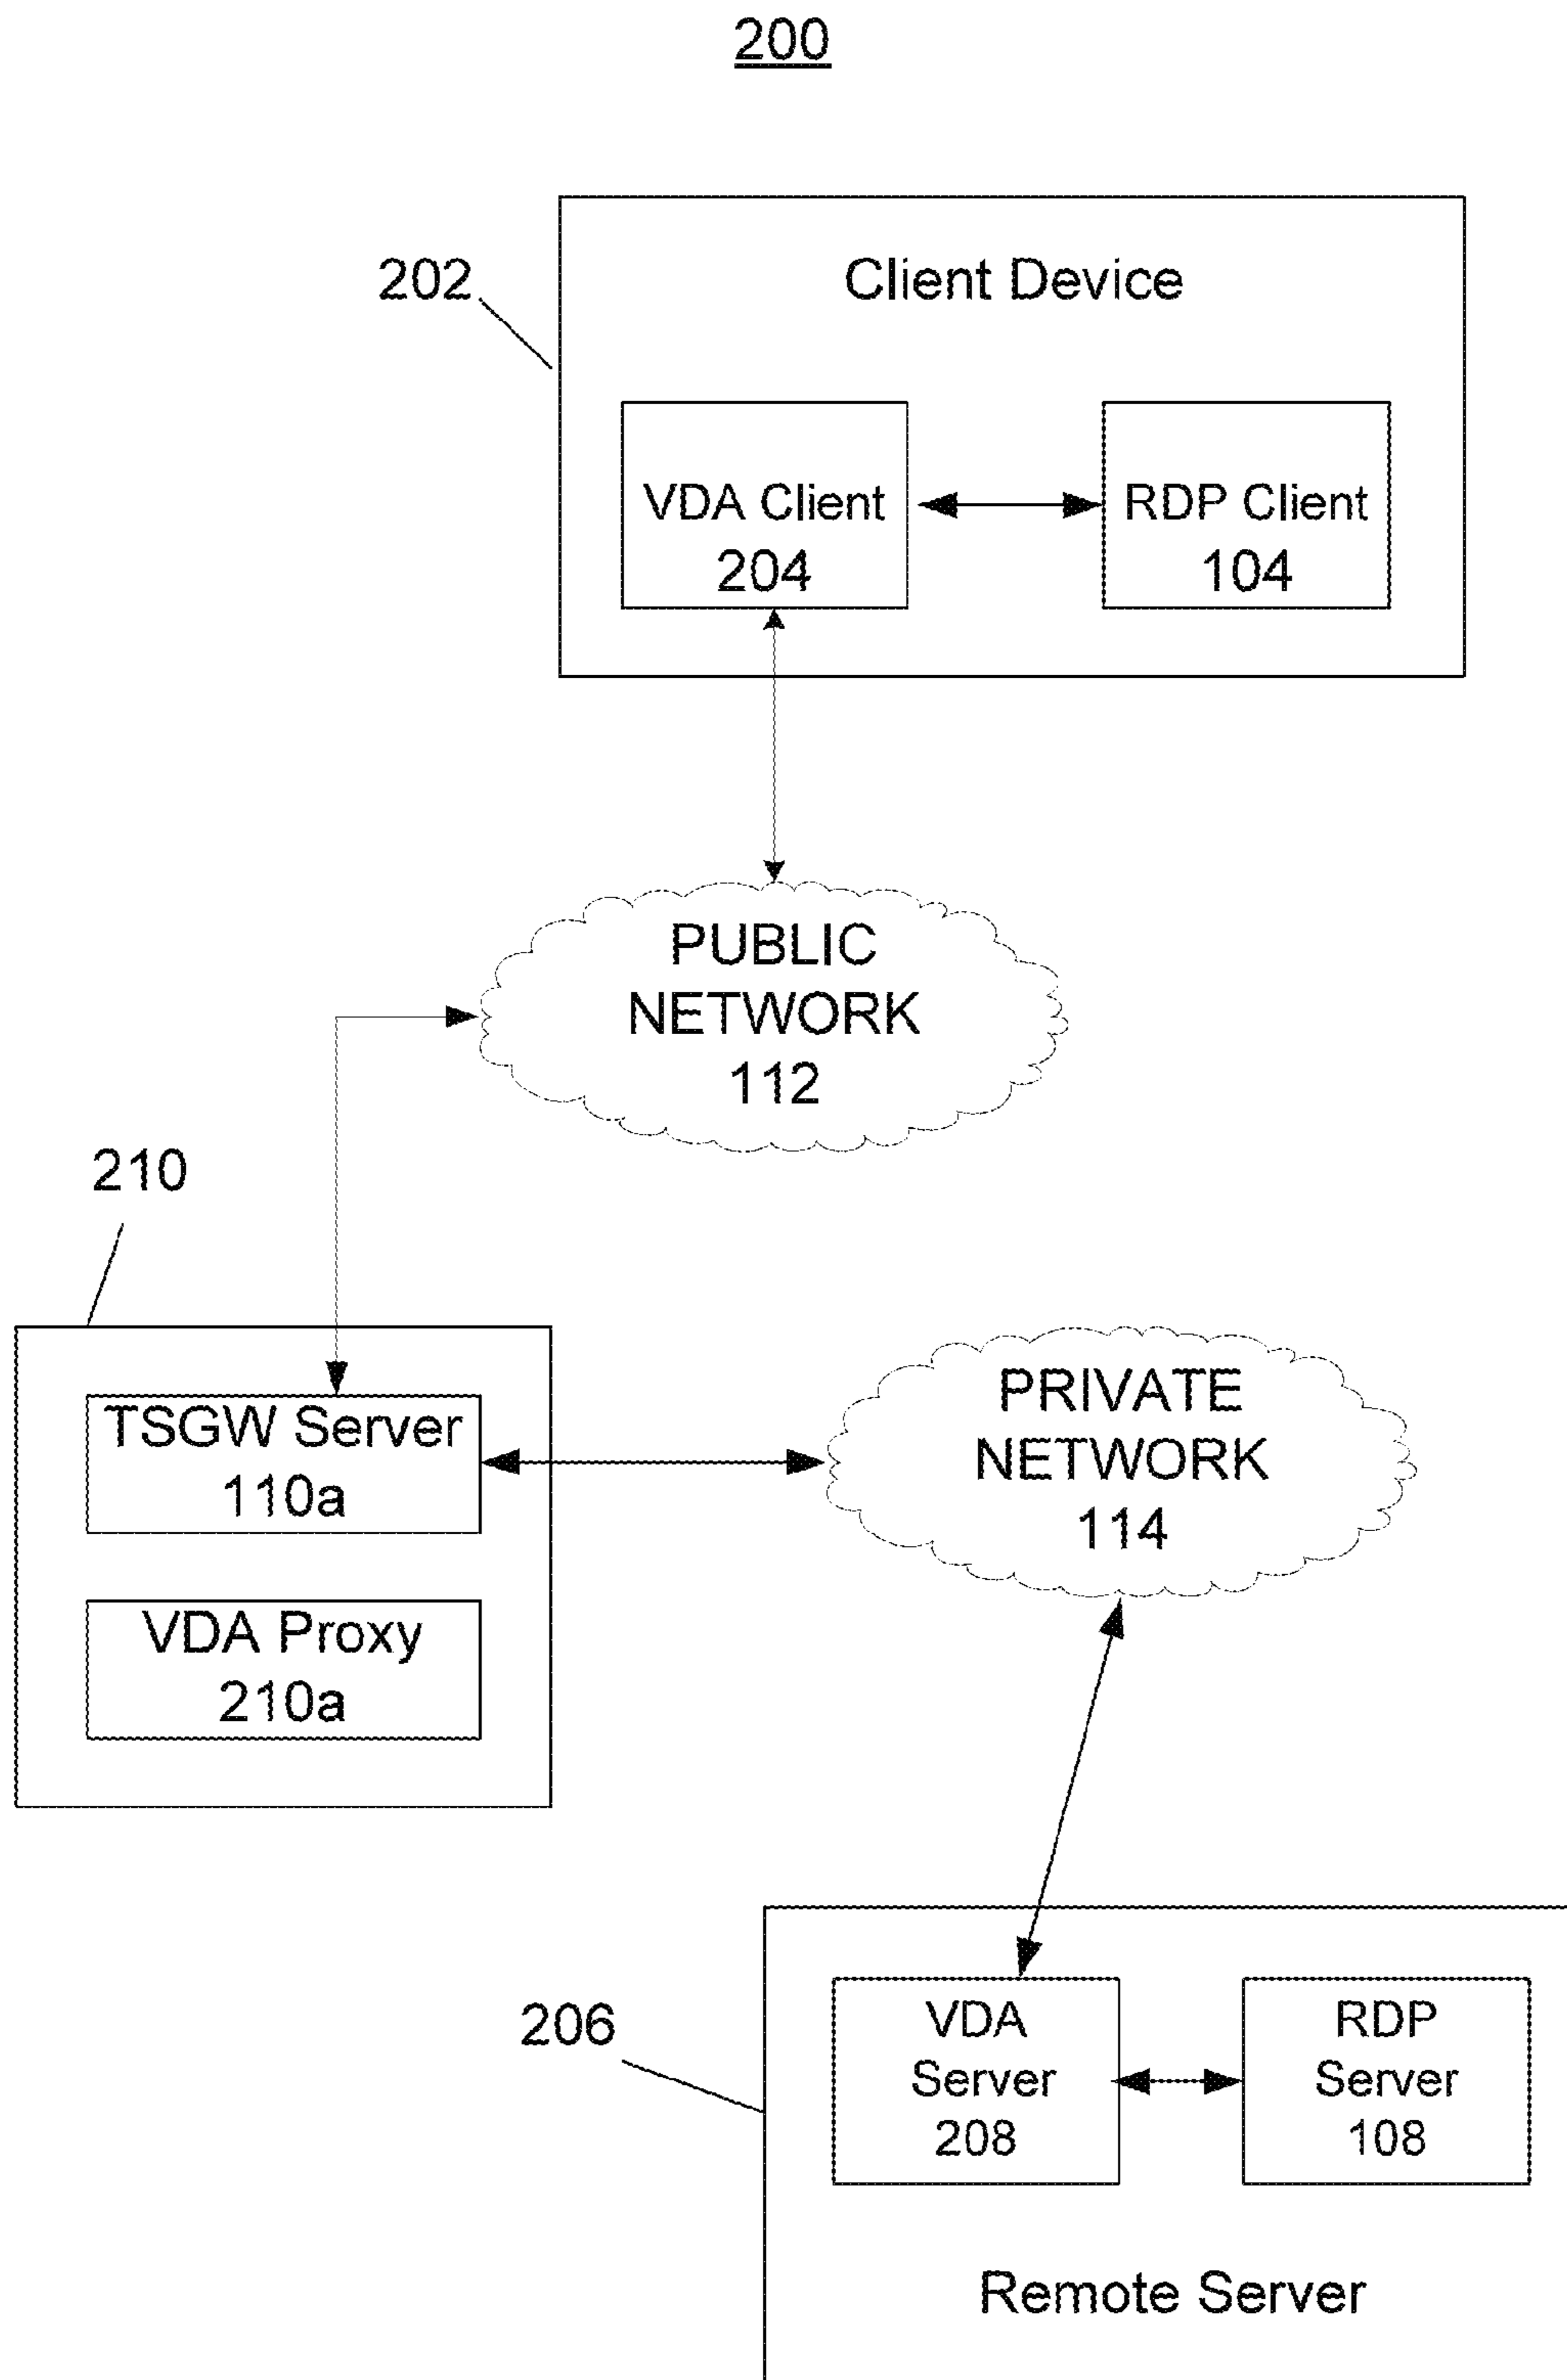 200
202
Client Device
VDA Client
204
RDP Client
104
PUBLIC
NETWORK
112
210
TSGW Server
110a
VDA Proxy
210a
PRIVATE
NETWORK
114
206
VDA
Server
208
RDP
Server
108
Remote Server